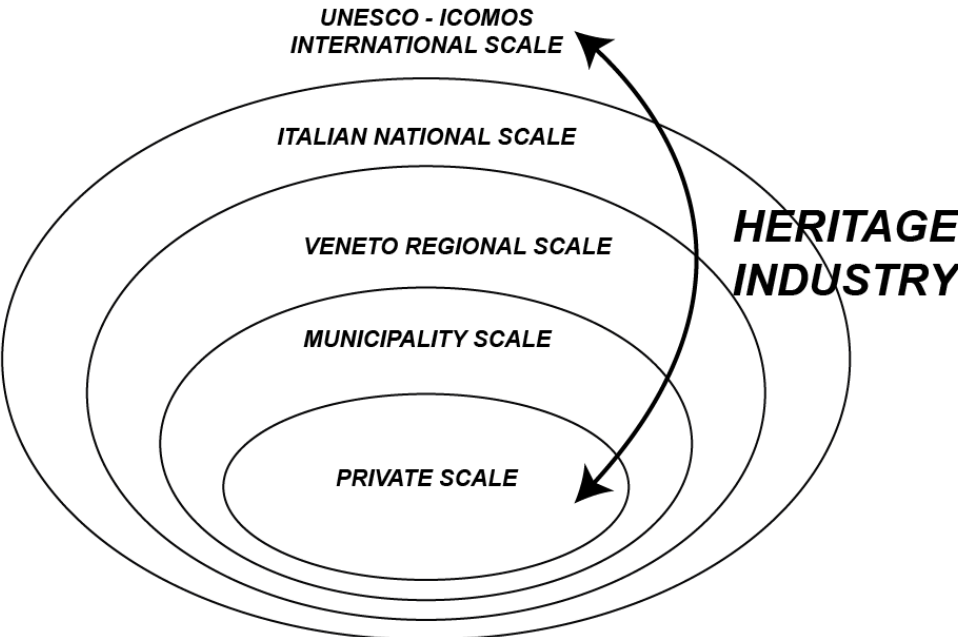 UNESCO - ICOMOS
INTERNATIONAL SCALE
ITALIAN NATIONAL SCALE
HERITAGE
INDUSTRY
VENETO REGIONAL SCALE
MUNICIPALITY SCALE
PRIVATE SCALE